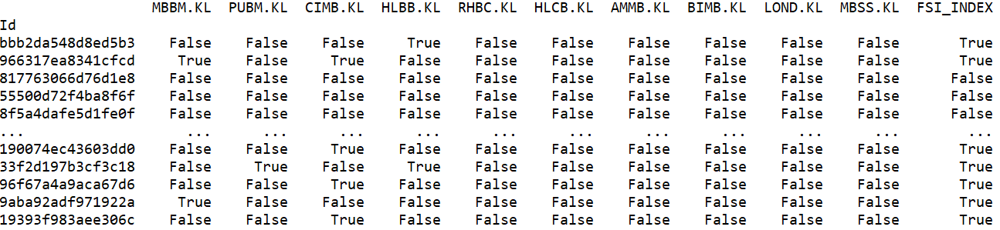 MBBM.KL PUBM.KL CIMB.KL HLBB.KL RHBC.KL HLCB.KL AMMB.KL BIMB.KL LOND.KL MBSS.KL FSI_INDEX
Id
bbb2da548d8ed5b3 False False False True False False False False False False True
966317ea8341cfcd True False True False False False False False False False True
817763066d76d1e8 False False False False False False False False False False False
55500d72f4ba8f6f False False False False False False False False False False False
8f5a4dafe5d1fe0f False False False False False False False False False False False
... ... ... ... ... ... ... ... ... ... ... ...
190074ec43603dd0 False False True False False False False False False False True
33f2d197b3cf3c18 False True False True False False False False False False True
96f67a4a9aca67d6 False False True False False False False False False False True
9aba92adf971922a True False False False False False False False False False True
19393f983aee306c False False True False False False False False False False True